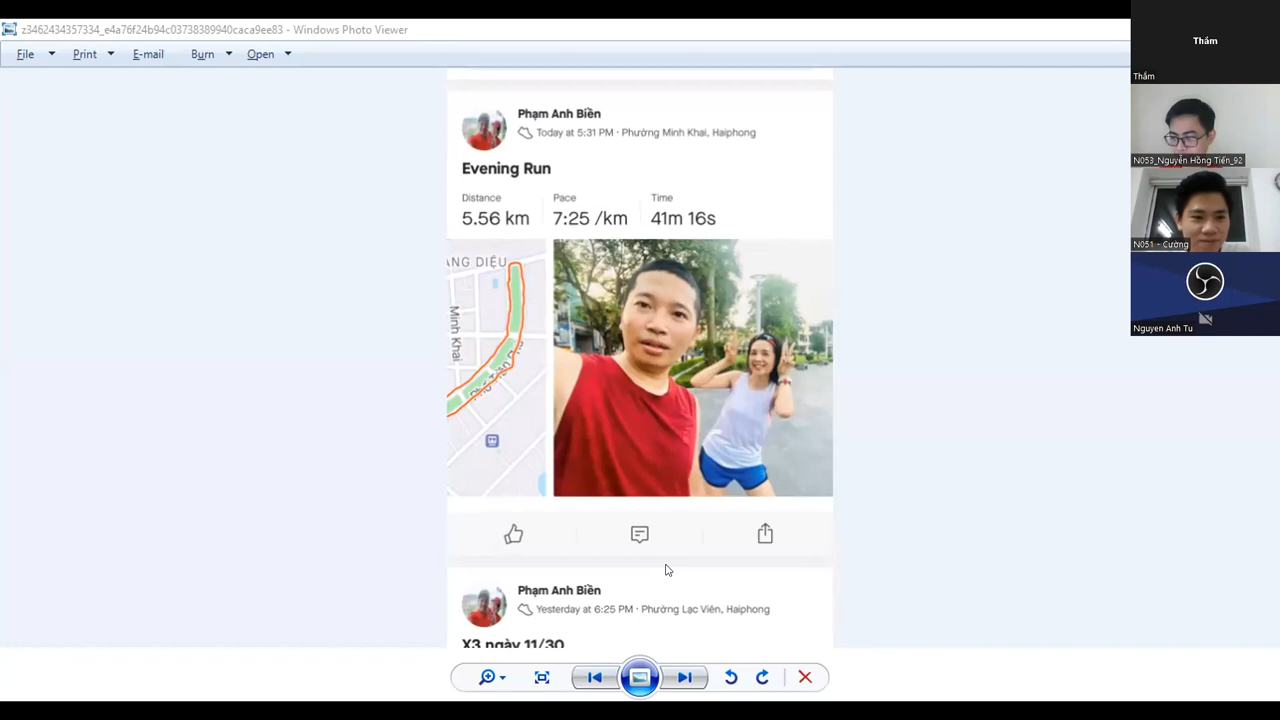 z3462434357334_e4a76f24b94c03738389940caca9ee83 - Windows Photo Viewer
File Print E-mail Burn Open
Phạm Anh Biền
Today at 5:31 PM · Phường Minh Khai, Haiphong
Evening Run
Distance Pace Time
5.56 km 7:25 /km 41m 16s
ANG DIỆU
Minh Khai
Phạm Anh Biền
Yesterday at 6:25 PM · Phường Lạc Viên, Haiphong
X3 ngày 11/30
Thắm
Thắm
N053_Nguyễn Hồng Tiến_92
N051 - Cường
Nguyen Anh Tu